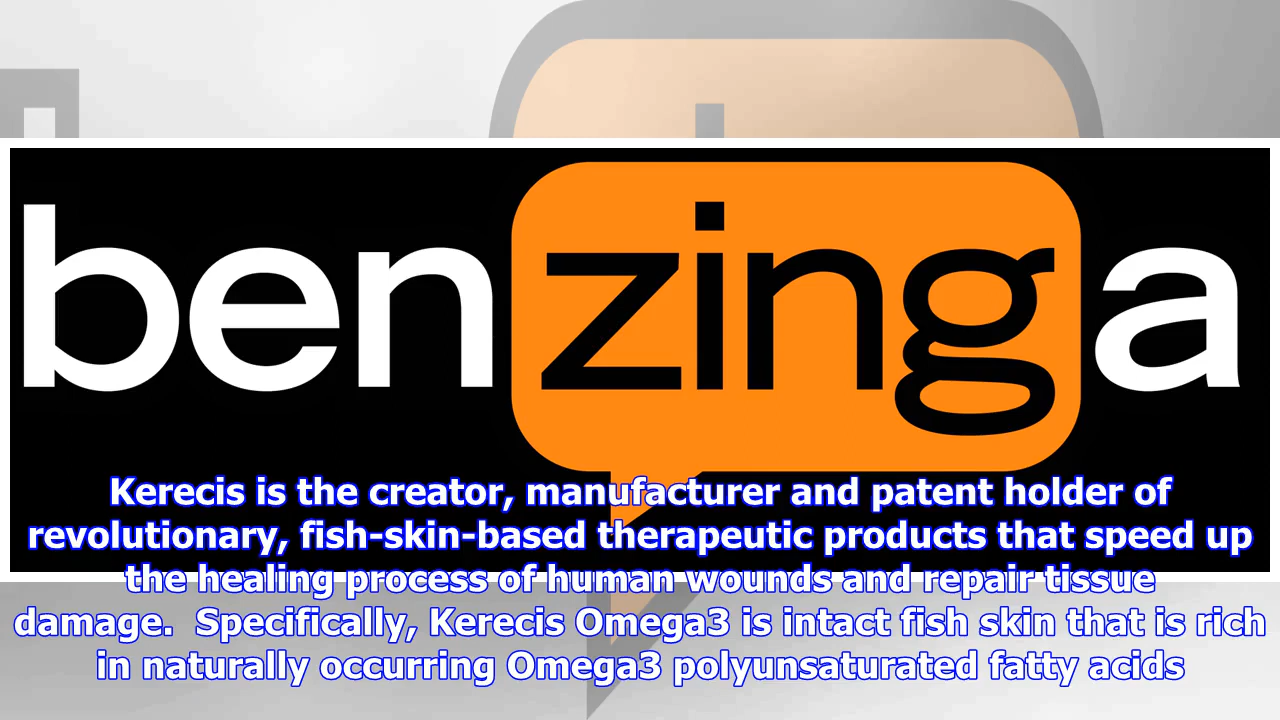 benzinga
Kerecis is the creator, manufacturer and patent holder of
revolutionary, fish-skin-based therapeutic products that speed up
the healing process of human wounds and repair tissue
damage.  Specifically, Kerecis Omega3 is intact fish skin that is rich
in naturally occurring Omega3 polyunsaturated fatty acids